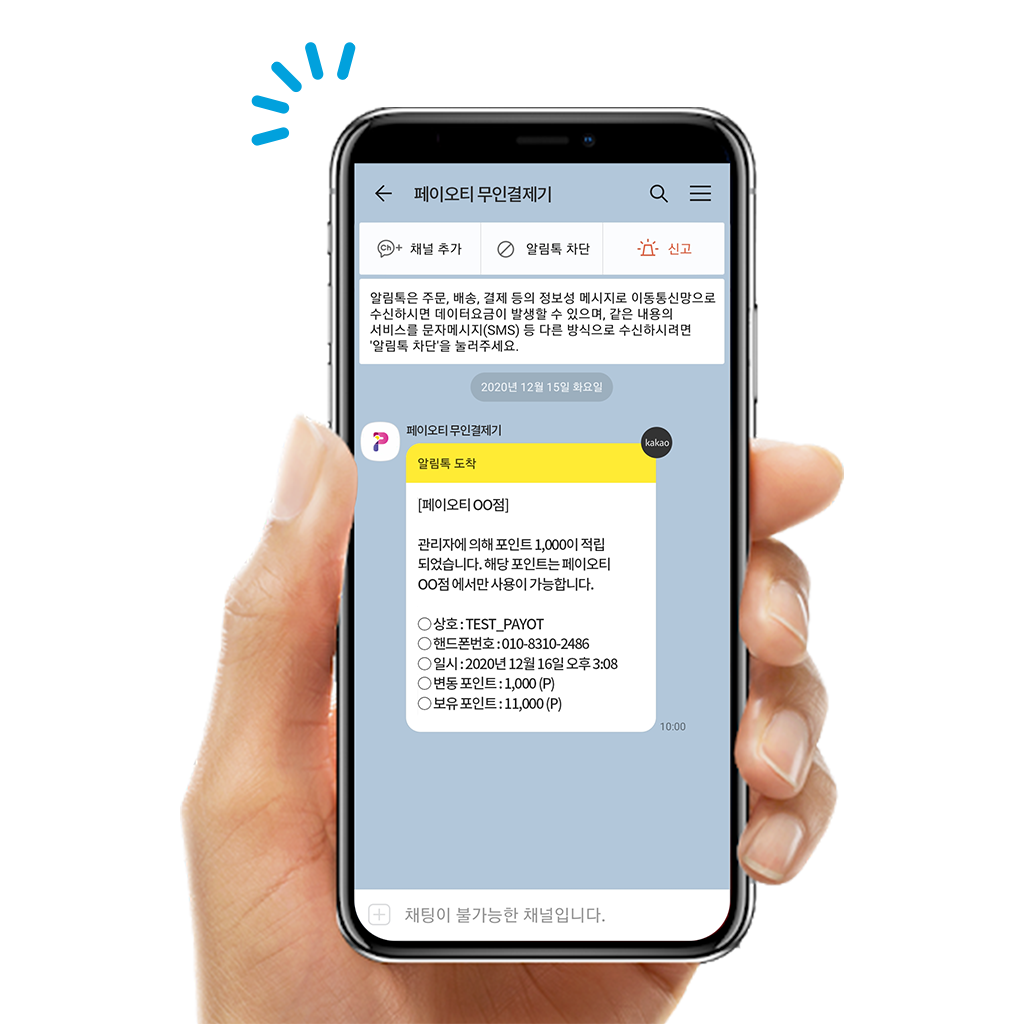 페이오티 무인결제기
Ch+ 채널 추가
알림톡 차단
신고
알림톡은 주문, 배송, 결제 등의 정보성 메시지로 이동통신망으로
수신하시면 데이터요금이 발생할 수 있으며, 같은 내용의
서비스를 문자메시지(SMS) 등 다른 방식으로 수신하시려면
'알림톡 차단'을 눌러주세요.
2020년 12월 15일 화요일
페이오티 무인결제기
kakao
알림톡 도착
[페이오티 OO점]
관리자에 의해 포인트 1,000이 적립
되었습니다. 해당 포인트는 페이오티
OO점 에서만 사용이 가능합니다.
○ 상호 : TEST_PAYOT
○ 핸드폰번호 : 010-8310-2486
○ 일시 : 2020년 12월 16일 오후 3:08
○ 변동 포인트 : 1,000 (P)
○ 보유 포인트 : 11,000 (P)
10:00
채팅이 불가능한 채널입니다.